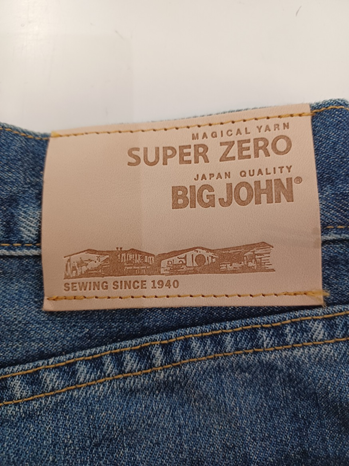 MAGICAL YARN
SUPER ZERO
JAPAN QUALITY
BIG JOHN®
SEWING SINCE 1940